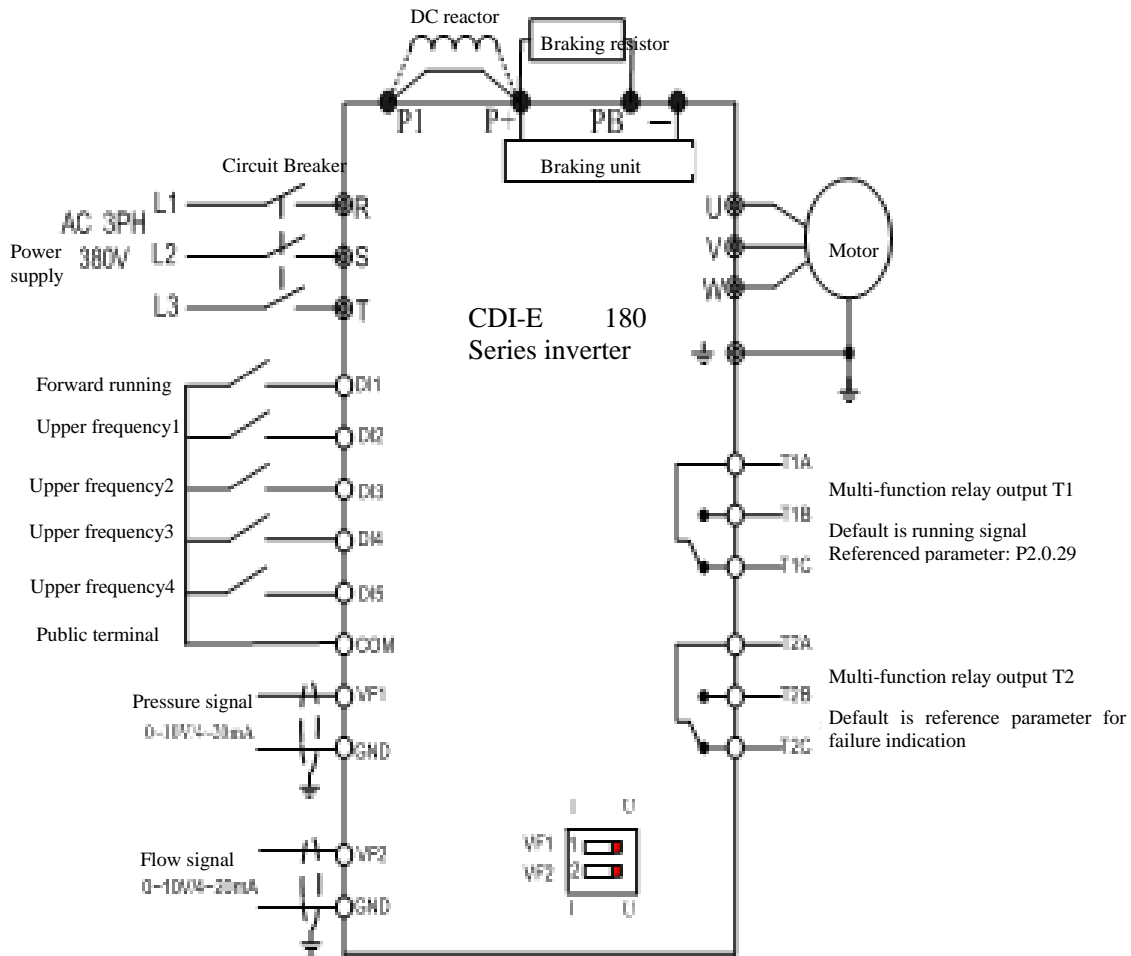 DC reactor
Braking resistor
P1 P+ PB −
Braking unit
Circuit Breaker
L1 R
AC 3PH
380V
Power
supply
L2 S
L3 T
U
V
W
Motor
CDI-E 180
Series inverter
Forward running DI1
Upper frequency1 DI2
Upper frequency2 DI3
Upper frequency3 DI4
Upper frequency4 DI5
Public terminal COM
T1A
T1B
T1C
Multi-function relay output T1
Default is running signal
Referenced parameter: P2.0.29
T2A
T2B
T2C
Multi-function relay output T2
Default is reference parameter for
failure indication
Pressure signal VF1
0~10V/4~20mA
GND
Flow signal VF2
0~10V/4~20mA
GND
I U
VF1 1
VF2 2
I U